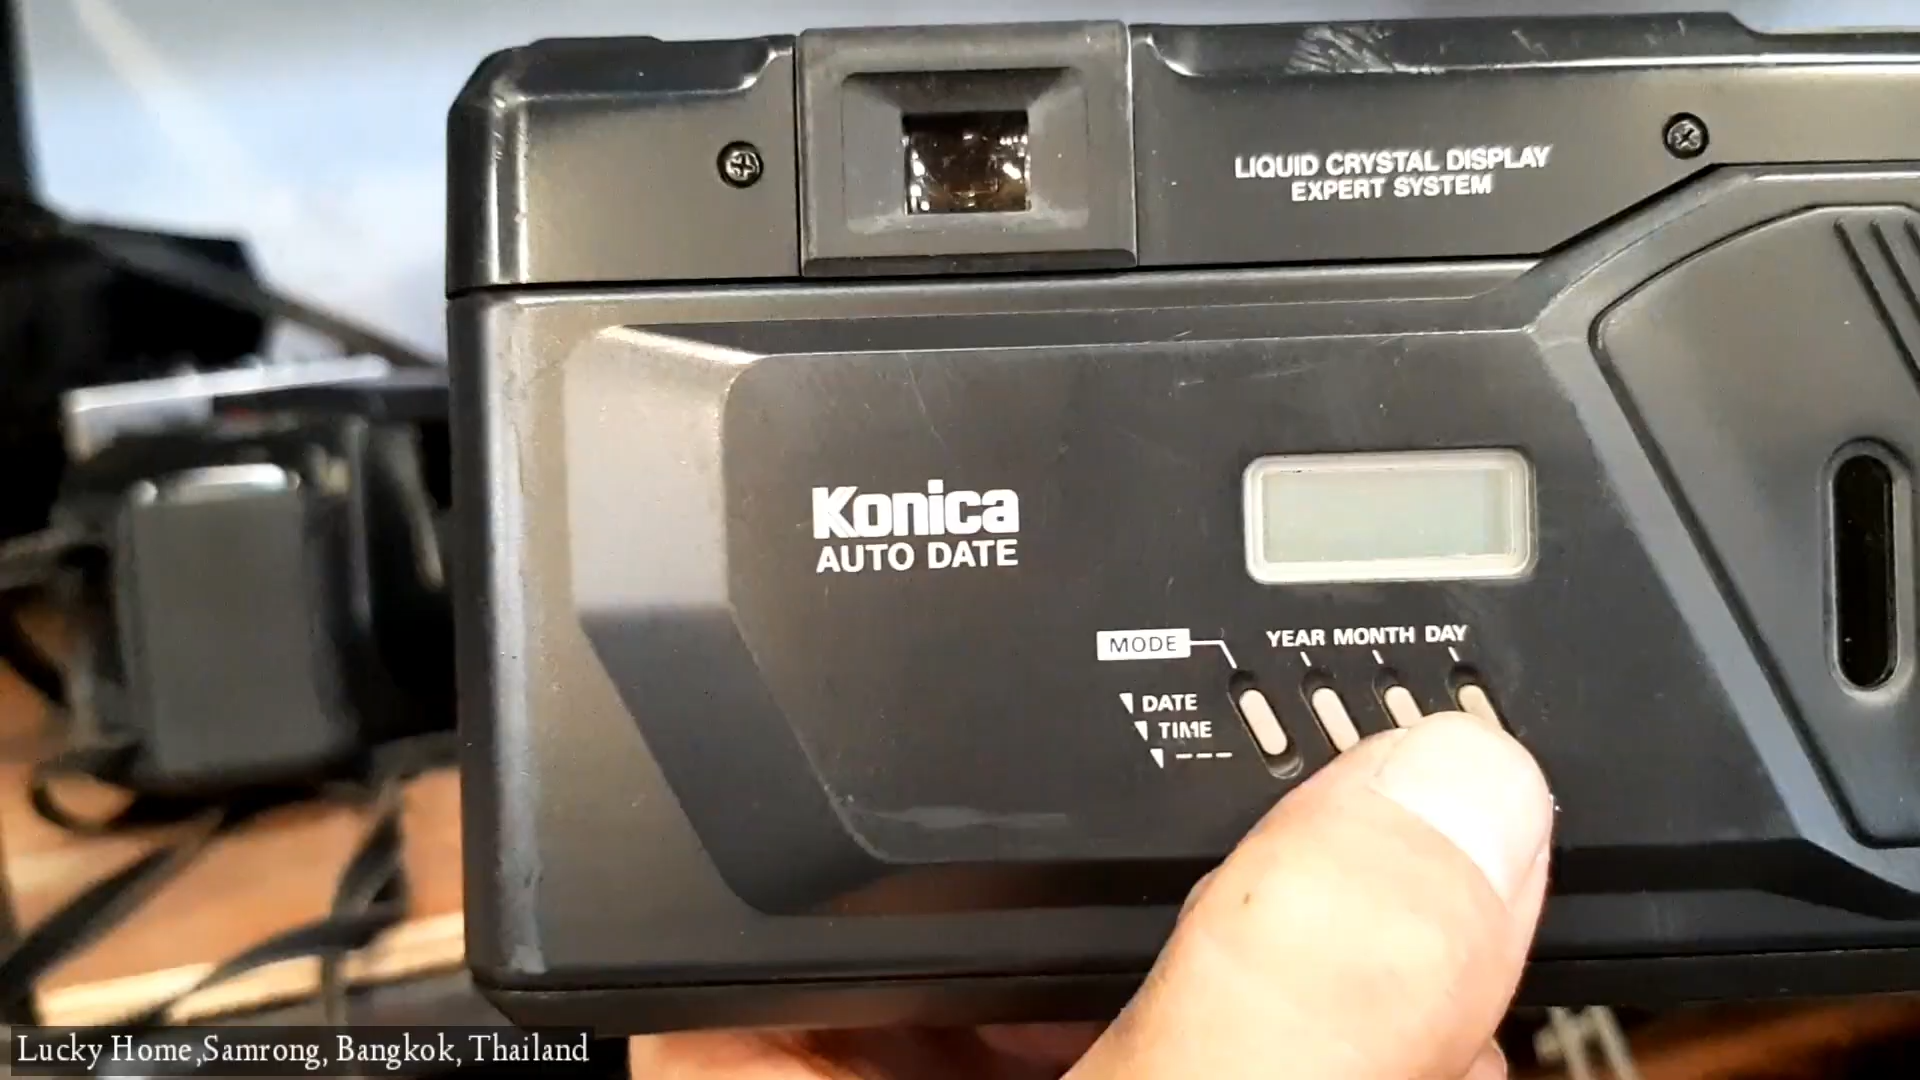 LIQUID CRYSTAL DISPLAY
EXPERT SYSTEM
Konica
AUTO DATE
MODE
YEAR MONTH DAY
DATE
TIME
---
Lucky Home ,Samrong, Bangkok, Thailand